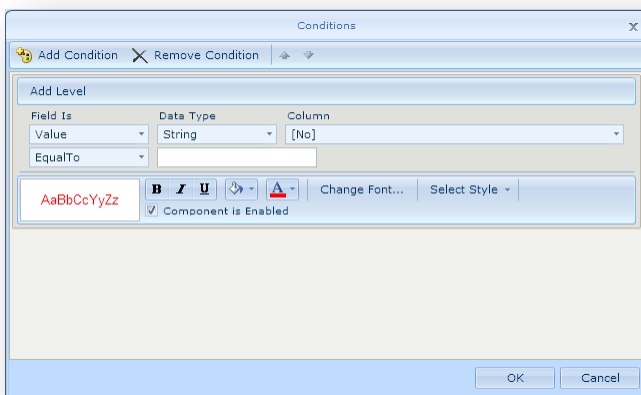 Conditions
Add Condition Remove Condition
Add Level
Field Is Data Type Column
Value String [No]
EqualTo
AaBbCcYyZz B I U A Change Font... Select Style
Component is Enabled
OK Cancel